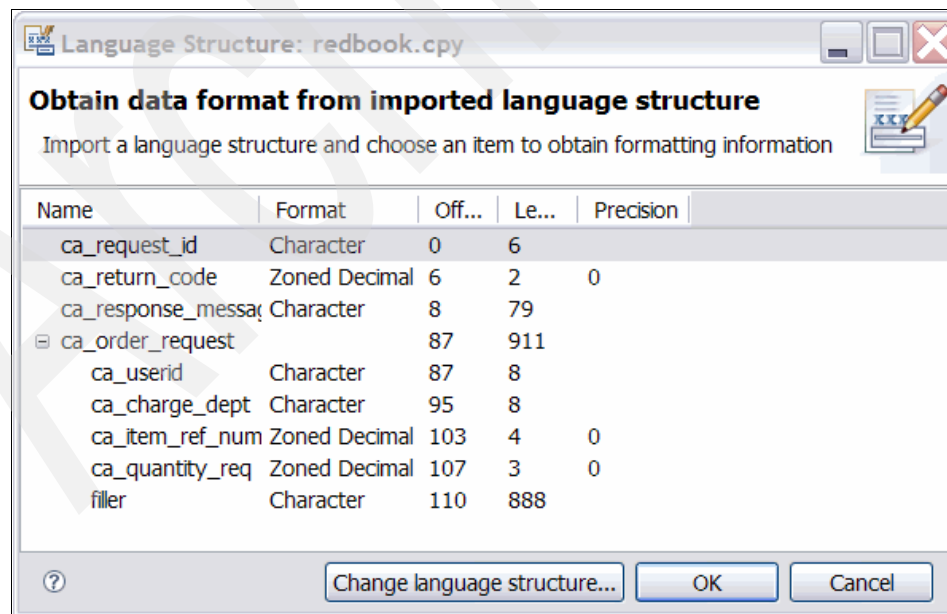 Language Structure: redbook.cpy
Obtain data format from imported language structure
Import a language structure and choose an item to obtain formatting information
Name Format Off... Le... Precision
ca_request_id Character 0 6
ca_return_code Zoned Decimal 6 2 0
ca_response_messag Character 8 79
ca_order_request 87 911
ca_userid Character 87 8
ca_charge_dept Character 95 8
ca_item_ref_num Zoned Decimal 103 4 0
ca_quantity_req Zoned Decimal 107 3 0
filler Character 110 888
Change language structure... OK Cancel